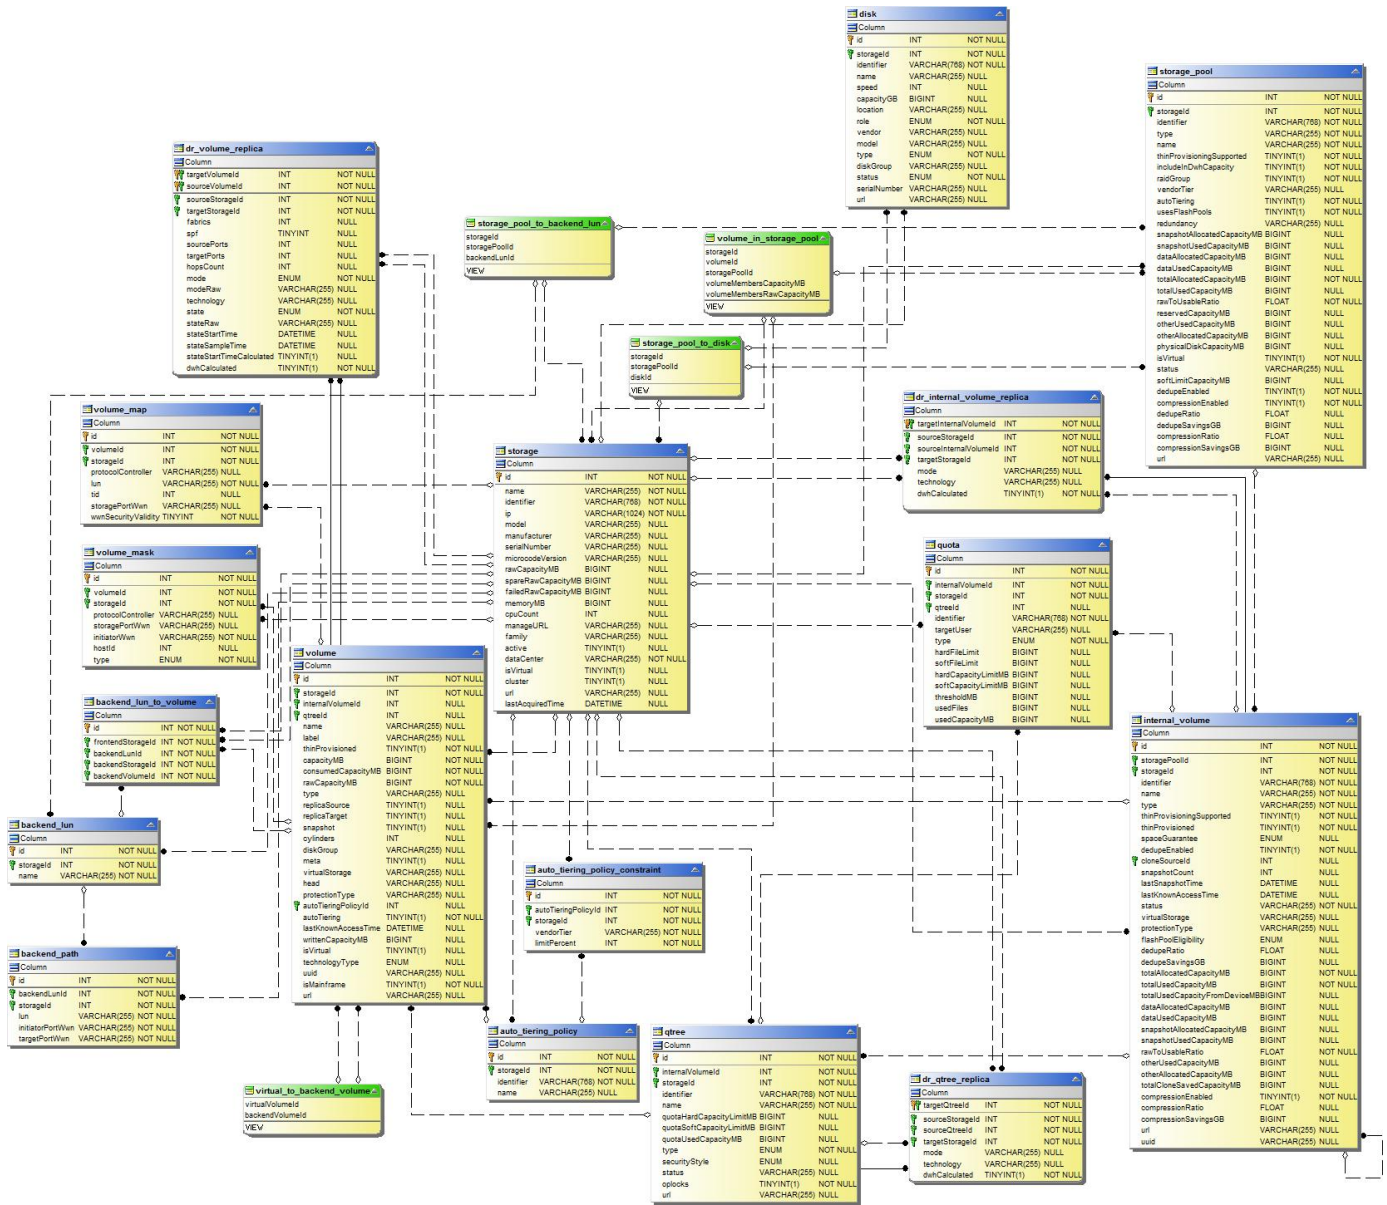 disk
Column
id INT NOT NULL
storageId INT NOT NULL
identifier VARCHAR(768) NOT NULL
name VARCHAR(255) NULL
speed INT NULL
capacityGB BIGINT NULL
location VARCHAR(255) NULL
role ENUM NOT NULL
vendor VARCHAR(255) NULL
model VARCHAR(255) NULL
type ENUM NOT NULL
diskGroup VARCHAR(255) NULL
status ENUM NOT NULL
serialNumber VARCHAR(255) NULL
url VARCHAR(255) NULL
storage_pool
Column
id INT NOT NULL
storageId INT NOT NULL
identifier VARCHAR(768) NOT NULL
type VARCHAR(255) NOT NULL
name VARCHAR(255) NOT NULL
thinProvisioningSupported TINYINT(1) NOT NULL
includeInDwhCapacity TINYINT(1) NOT NULL
raidGroup TINYINT(1) NOT NULL
vendorTier VARCHAR(255) NULL
autoTiering TINYINT(1) NOT NULL
usesFlashPools TINYINT(1) NOT NULL
redundancy VARCHAR(255) NULL
snapshotAllocatedCapacityMB BIGINT NULL
snapshotUsedCapacityMB BIGINT NULL
dataAllocatedCapacityMB BIGINT NULL
dataUsedCapacityMB BIGINT NULL
totalAllocatedCapacityMB BIGINT NOT NULL
totalUsedCapacityMB BIGINT NULL
rawToUsableRatio FLOAT NOT NULL
reservedCapacityMB BIGINT NULL
otherUsedCapacityMB BIGINT NULL
otherAllocatedCapacityMB BIGINT NULL
physicalDiskCapacityMB BIGINT NULL
isVirtual TINYINT(1) NOT NULL
status VARCHAR(255) NULL
softLimitCapacityMB BIGINT NULL
dedupeEnabled TINYINT(1) NOT NULL
compressionEnabled TINYINT(1) NOT NULL
dedupeRatio FLOAT NULL
dedupeSavingsGB BIGINT NULL
compressionRatio FLOAT NULL
compressionSavingsGB BIGINT NULL
url VARCHAR(255) NULL
dr_volume_replica
Column
targetVolumeId INT NOT NULL
sourceVolumeId INT NOT NULL
sourceStorageId INT NOT NULL
targetStorageId INT NOT NULL
fabrics INT NULL
spf TINYINT NULL
sourcePorts INT NULL
targetPorts INT NULL
hopsCount INT NULL
mode ENUM NOT NULL
modeRaw VARCHAR(255) NULL
technology VARCHAR(255) NULL
state ENUM NOT NULL
stateRaw VARCHAR(255) NULL
stateStartTime DATETIME NULL
stateSampleTime DATETIME NULL
stateStartTimeCalculated TINYINT(1) NULL
dwhCalculated TINYINT(1) NOT NULL
storage_pool_to_backend_lun
storageId
storagePoolId
backendLunId
VIEW
volume_in_storage_pool
storageId
volumeId
storagePoolId
volumeMembersCapacityMB
volumeMembersRawCapacityMB
VIEW
storage_pool_to_disk
storageId
storagePoolId
diskId
VIEW
dr_internal_volume_replica
Column
targetInternalVolumeId INT NOT NULL
sourceStorageId INT NOT NULL
sourceInternalVolumeId INT NOT NULL
targetStorageId INT NOT NULL
mode VARCHAR(255) NULL
technology VARCHAR(255) NULL
dwhCalculated TINYINT(1) NOT NULL
volume_map
Column
id INT NOT NULL
volumeId INT NOT NULL
storageId INT NOT NULL
protocolController VARCHAR(255) NULL
lun VARCHAR(255) NOT NULL
tid INT NULL
storagePortWwn VARCHAR(255) NULL
wwnSecurityValidity TINYINT NOT NULL
storage
Column
id INT NOT NULL
name VARCHAR(255) NOT NULL
identifier VARCHAR(768) NOT NULL
ip VARCHAR(1024) NOT NULL
model VARCHAR(255) NULL
manufacturer VARCHAR(255) NULL
serialNumber VARCHAR(255) NULL
microcodeVersion VARCHAR(255) NULL
rawCapacityMB BIGINT NULL
spareRawCapacityMB BIGINT NULL
failedRawCapacityMB BIGINT NULL
memoryMB BIGINT NULL
cpuCount INT NULL
manageURL VARCHAR(255) NULL
family VARCHAR(255) NULL
active TINYINT(1) NULL
dataCenter VARCHAR(255) NOT NULL
isVirtual TINYINT(1) NULL
cluster TINYINT(1) NULL
url VARCHAR(255) NULL
lastAcquiredTime DATETIME NULL
volume_mask
Column
id INT NOT NULL
volumeId INT NOT NULL
storageId INT NOT NULL
protocolController VARCHAR(255) NULL
storagePortWwn VARCHAR(255) NULL
initiatorWwn VARCHAR(255) NOT NULL
hostId INT NULL
type ENUM NOT NULL
quota
Column
id INT NOT NULL
internalVolumeId INT NOT NULL
storageId INT NOT NULL
qtreeId INT NULL
identifier VARCHAR(768) NOT NULL
targetUser VARCHAR(255) NULL
type ENUM NOT NULL
hardFileLimit BIGINT NULL
softFileLimit BIGINT NULL
hardCapacityLimitMB BIGINT NULL
softCapacityLimitMB BIGINT NULL
thresholdMB BIGINT NULL
usedFiles BIGINT NULL
usedCapacityMB BIGINT NULL
volume
Column
id INT NOT NULL
storageId INT NOT NULL
internalVolumeId INT NULL
qtreeId INT NULL
name VARCHAR(255) NOT NULL
label VARCHAR(255) NULL
thinProvisioned TINYINT(1) NOT NULL
capacityMB BIGINT NOT NULL
consumedCapacityMB BIGINT NOT NULL
rawCapacityMB BIGINT NOT NULL
type VARCHAR(255) NULL
replicaSource TINYINT(1) NULL
replicaTarget TINYINT(1) NULL
snapshot TINYINT(1) NULL
cylinders INT NULL
diskGroup VARCHAR(255) NULL
meta TINYINT(1) NULL
virtualStorage VARCHAR(255) NULL
head VARCHAR(255) NULL
protectionType VARCHAR(255) NULL
autoTieringPolicyId INT NULL
autoTiering TINYINT(1) NOT NULL
lastKnownAccessTime DATETIME NULL
writtenCapacityMB BIGINT NULL
isVirtual TINYINT(1) NULL
technologyType ENUM NULL
uuid VARCHAR(255) NULL
isMainframe TINYINT(1) NOT NULL
url VARCHAR(255) NULL
backend_lun_to_volume
Column
id INT NOT NULL
frontendStorageId INT NOT NULL
backendLunId INT NOT NULL
backendStorageId INT NOT NULL
backendVolumeId INT NOT NULL
internal_volume
Column
id INT NOT NULL
storagePoolId INT NOT NULL
storageId INT NOT NULL
identifier VARCHAR(768) NOT NULL
name VARCHAR(255) NOT NULL
type VARCHAR(255) NOT NULL
thinProvisioningSupported TINYINT(1) NOT NULL
thinProvisioned TINYINT(1) NOT NULL
spaceGuarantee ENUM NULL
dedupeEnabled TINYINT(1) NOT NULL
cloneSourceId INT NULL
snapshotCount INT NULL
lastSnapshotTime DATETIME NULL
lastKnownAccessTime DATETIME NULL
status VARCHAR(255) NOT NULL
virtualStorage VARCHAR(255) NULL
protectionType VARCHAR(255) NULL
flashPoolEligibility ENUM NULL
dedupeRatio FLOAT NULL
dedupeSavingsGB BIGINT NULL
totalAllocatedCapacityMB BIGINT NOT NULL
totalUsedCapacityMB BIGINT NOT NULL
totalUsedCapacityFromDeviceMB BIGINT NULL
dataAllocatedCapacityMB BIGINT NULL
dataUsedCapacityMB BIGINT NULL
snapshotAllocatedCapacityMB BIGINT NULL
snapshotUsedCapacityMB BIGINT NULL
rawToUsableRatio FLOAT NOT NULL
otherUsedCapacityMB BIGINT NULL
otherAllocatedCapacityMB BIGINT NULL
totalCloneSavedCapacityMB BIGINT NULL
compressionEnabled TINYINT(1) NOT NULL
compressionRatio FLOAT NULL
compressionSavingsGB BIGINT NULL
url VARCHAR(255) NULL
uuid VARCHAR(255) NULL
backend_lun
Column
id INT NOT NULL
storageId INT NOT NULL
name VARCHAR(255) NOT NULL
auto_tiering_policy_constraint
Column
id INT NOT NULL
autoTieringPolicyId INT NOT NULL
storageId INT NOT NULL
vendorTier VARCHAR(255) NOT NULL
limitPercent INT NOT NULL
backend_path
Column
id INT NOT NULL
backendLunId INT NOT NULL
storageId INT NOT NULL
lun VARCHAR(255) NOT NULL
initiatorPortWwn VARCHAR(255) NOT NULL
targetPortWwn VARCHAR(255) NOT NULL
auto_tiering_policy
Column
id INT NOT NULL
storageId INT NOT NULL
identifier VARCHAR(768) NOT NULL
name VARCHAR(255) NULL
qtree
Column
id INT NOT NULL
internalVolumeId INT NOT NULL
storageId INT NOT NULL
identifier VARCHAR(768) NOT NULL
name VARCHAR(255) NOT NULL
quotaHardCapacityLimitMB BIGINT NULL
quotaSoftCapacityLimitMB BIGINT NULL
quotaUsedCapacityMB BIGINT NULL
type ENUM NOT NULL
securityStyle ENUM NULL
status VARCHAR(255) NULL
oplocks TINYINT(1) NOT NULL
url VARCHAR(255) NULL
dr_qtree_replica
Column
targetQtreeId INT NOT NULL
sourceStorageId INT NOT NULL
sourceQtreeId INT NOT NULL
targetStorageId INT NOT NULL
mode VARCHAR(255) NULL
technology VARCHAR(255) NULL
dwhCalculated TINYINT(1) NOT NULL
virtual_to_backend_volume
virtualVolumeId
backendVolumeId
VIEW